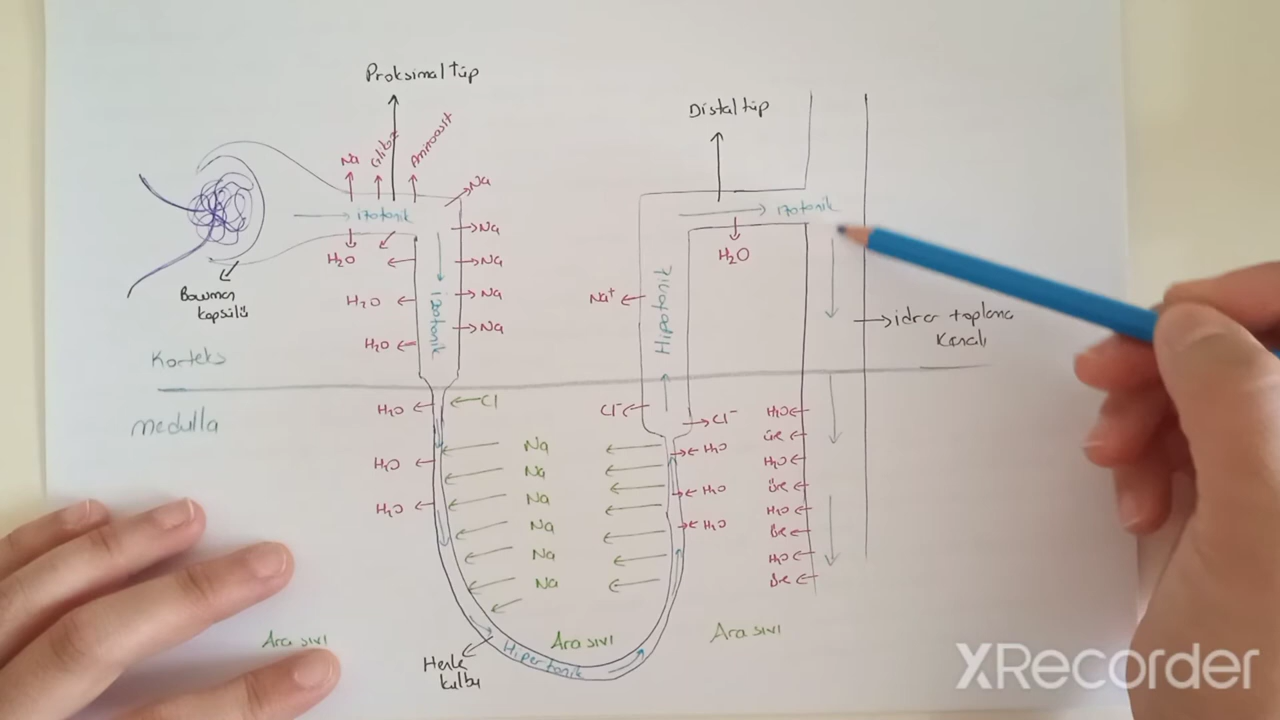 Proksimal tüp
Na
Glikoz
Aminoasit
Na
izotonik
Na
H₂O
Na
H₂O
Na
H₂O
Na
izotonik
Bowman
kapsülü
Korteks
medulla
H₂O
Cl
H₂O
Na
Na
H₂O
Na
Na
Na
Na
Ara sıvı
Henle
kulbu
Hipertonik
Ara sıvı
Distal tüp
izotonik
H₂O
Na⁺
Hipotonik
Cl⁻
Cl⁻
H₂O
H₂O
H₂O
idrar toplama
kanalı
H₂O
üre
H₂O
Üre
H₂O
üre
H₂O
üre
Ara sıvı
XRecorder